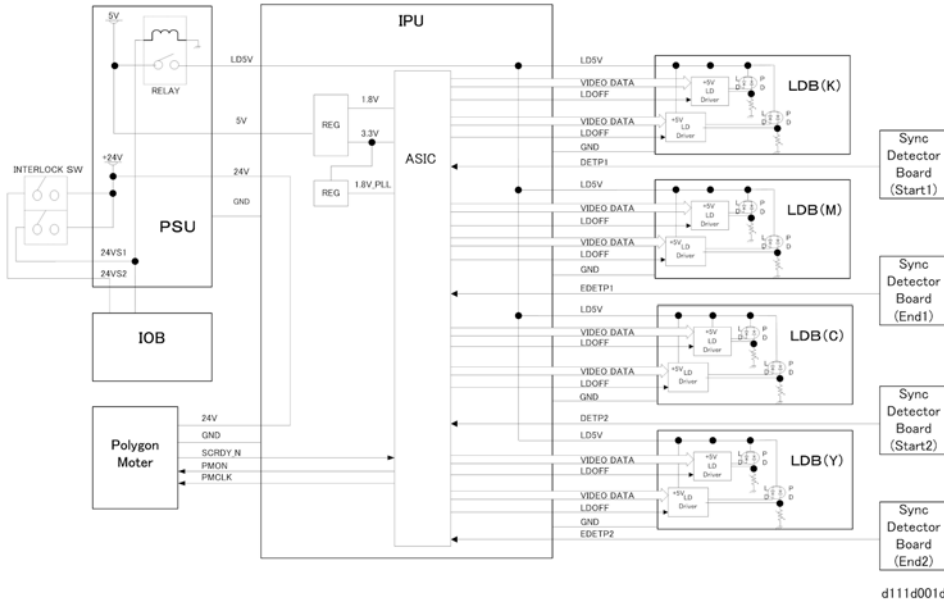 IPU
5V
RELAY
LD5V
5V
+24V
INTERLOCK SW
24V
GND
PSU
24VS1
24VS2
IOB
Polygon
Moter
24V
GND
SCRDY_N
PMON
PMCLK
REG
1.8V
3.3V
REG
1.8V_PLL
ASIC
LD5V
VIDEO DATA
LDOFF
VIDEO DATA
LDOFF
GND
DETP1
+5V
LD
Driver
+5V
LD
Driver
L P
D D
L P
D D
LDB(K)
Sync
Detector
Board
(Start1)
LD5V
VIDEO DATA
LDOFF
VIDEO DATA
LDOFF
GND
EDETP1
+5V
LD
Driver
+5V
LD
Driver
L P
D D
L P
D D
LDB(M)
Sync
Detector
Board
(End1)
LD5V
VIDEO DATA
LDOFF
VIDEO DATA
LDOFF
GND
DETP2
+5V
LD
Driver
+5V
LD
Driver
L P
D D
L P
D D
LDB(C)
Sync
Detector
Board
(Start2)
LD5V
VIDEO DATA
LDOFF
VIDEO DATA
LDOFF
GND
EDETP2
+5V
LD
Driver
+5V
LD
Driver
L P
D D
L P
D D
LDB(Y)
Sync
Detector
Board
(End2)
d111d001d